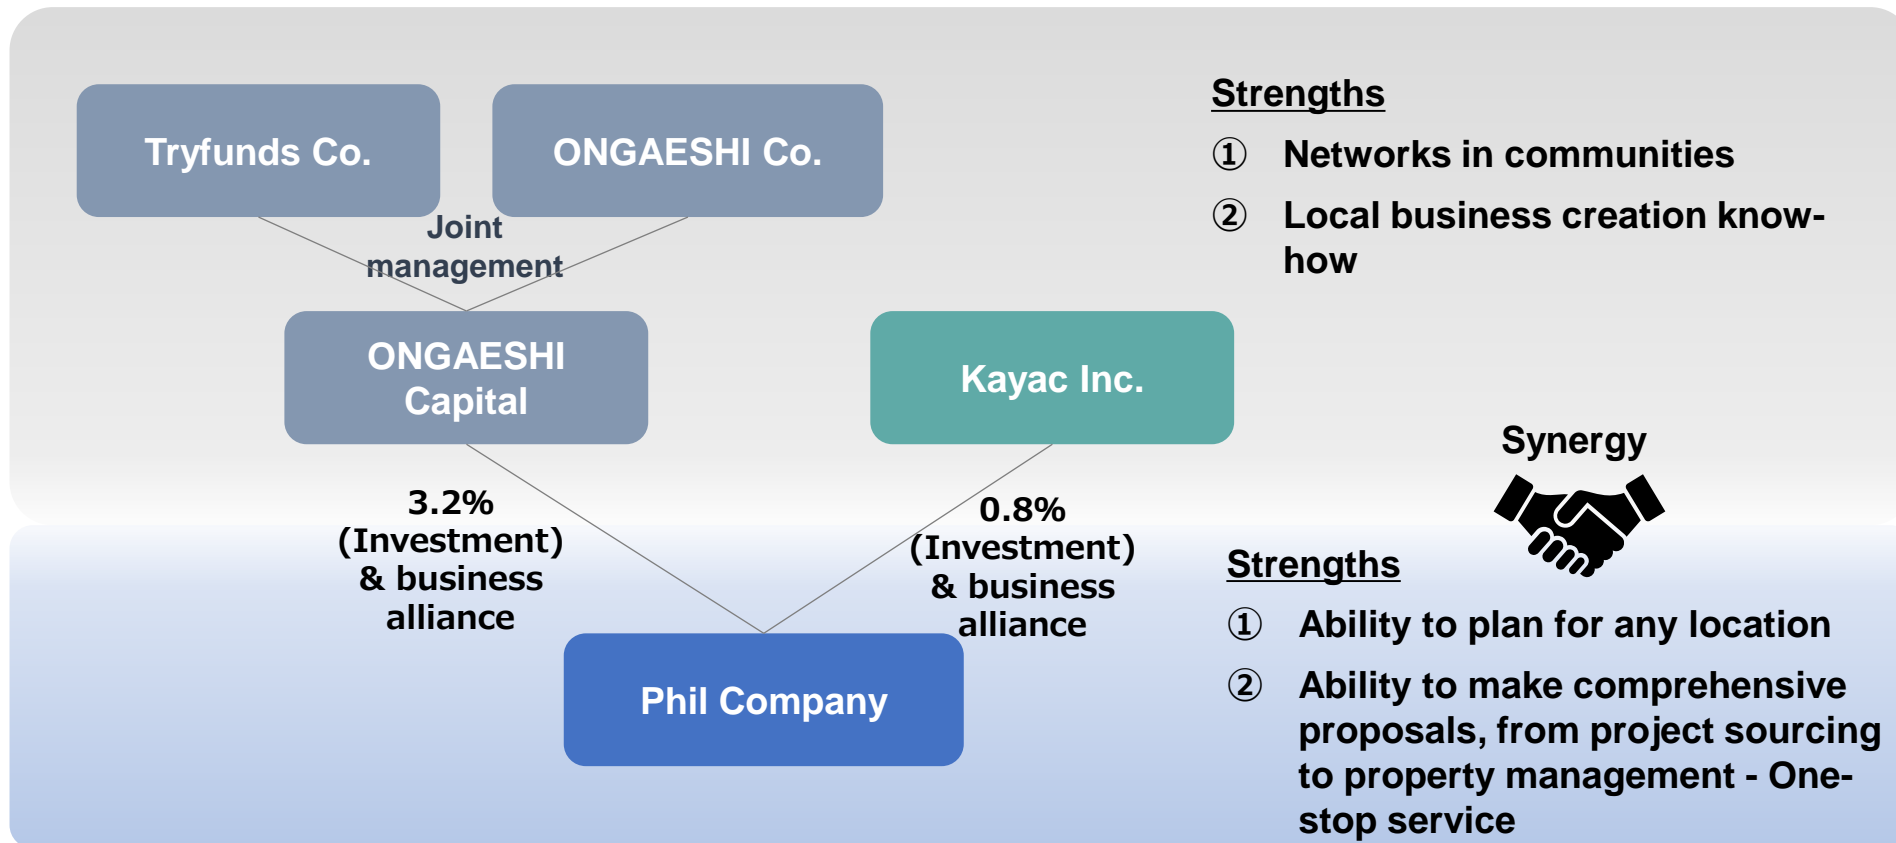 Tryfunds Co.
ONGAESHI Co.
Joint
management
ONGAESHI
Capital
Kayac Inc.
Strengths
① Networks in communities
② Local business creation know-
how
Synergy
3.2%
(Investment)
& business
alliance
0.8%
(Investment)
& business
alliance
Phil Company
Strengths
① Ability to plan for any location
② Ability to make comprehensive
proposals, from project sourcing
to property management - One-
stop service